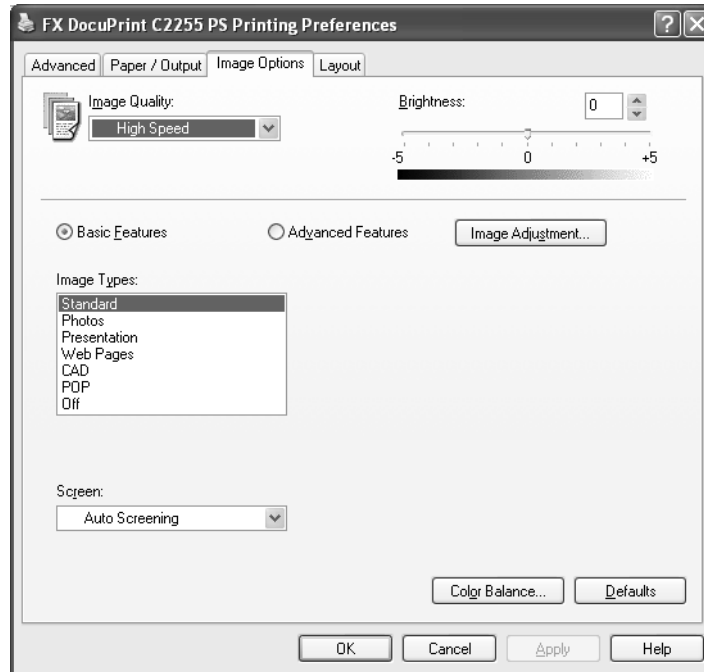 FX DocuPrint C2255 PS Printing Preferences
Advanced Paper / Output Image Options Layout
Image Quality:
High Speed
Brightness:
0
-5 0 +5
Basic Features Advanced Features Image Adjustment...
Image Types:
Standard
Photos
Presentation
Web Pages
CAD
POP
Off
Screen:
Auto Screening
Color Balance... Defaults
OK Cancel Apply Help